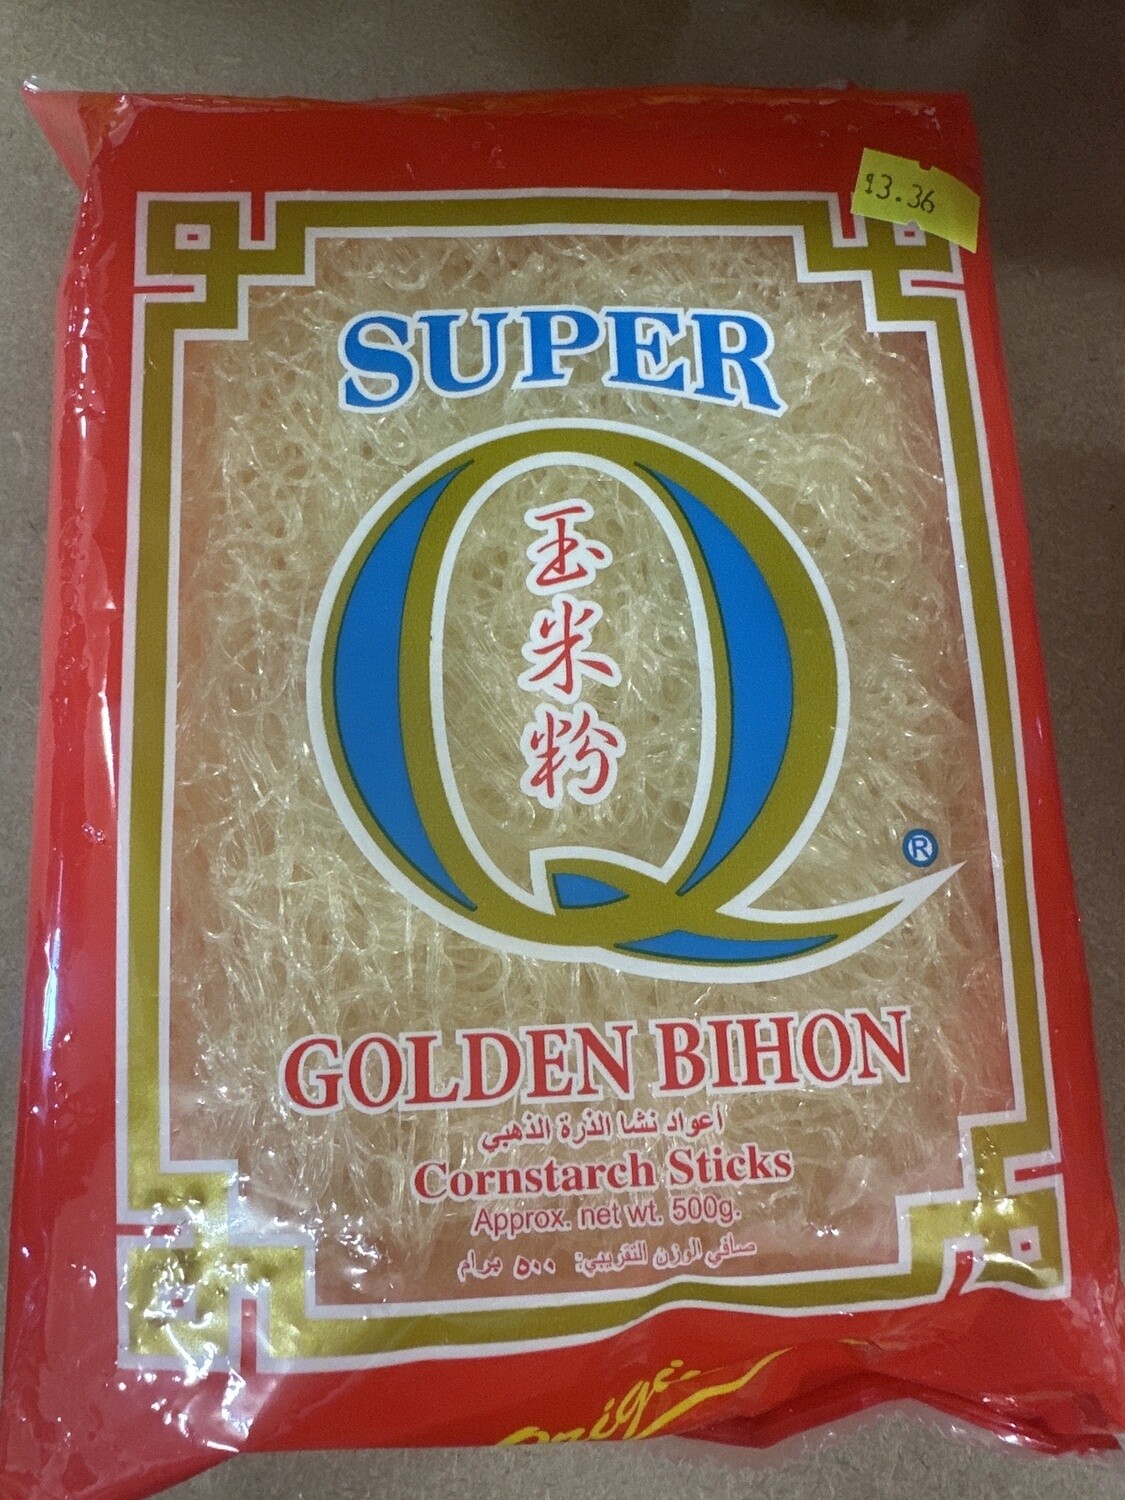 $3.36
SUPER
Q
玉米粉
®
GOLDEN BIHON
أعواد نشا الذرة الذهبي
Cornstarch Sticks
Approx. net wt. 500g.
صافي الوزن التقريبي: ٥٠٠ جرام